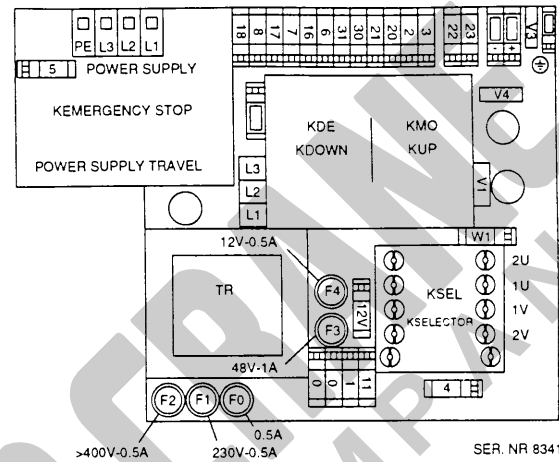 PE L3 L2 L1
18 8 17 7 16 6 31 30 21 20 2 3 22 23
- +
V3
5 POWER SUPPLY
KEMERGENCY STOP
POWER SUPPLY TRAVEL
KDE KMO
KDOWN KUP
V4
V1
L3
L2
L1
W1
12V-0.5A
TR
F4
F3
12V
48V-1A
KSEL
KSELECTOR
2U
1U
1V
2V
0 0 1 11
4
F2 F1 F0
0.5A
>400V-0.5A 230V-0.5A
SER. NR 8341
CRANE